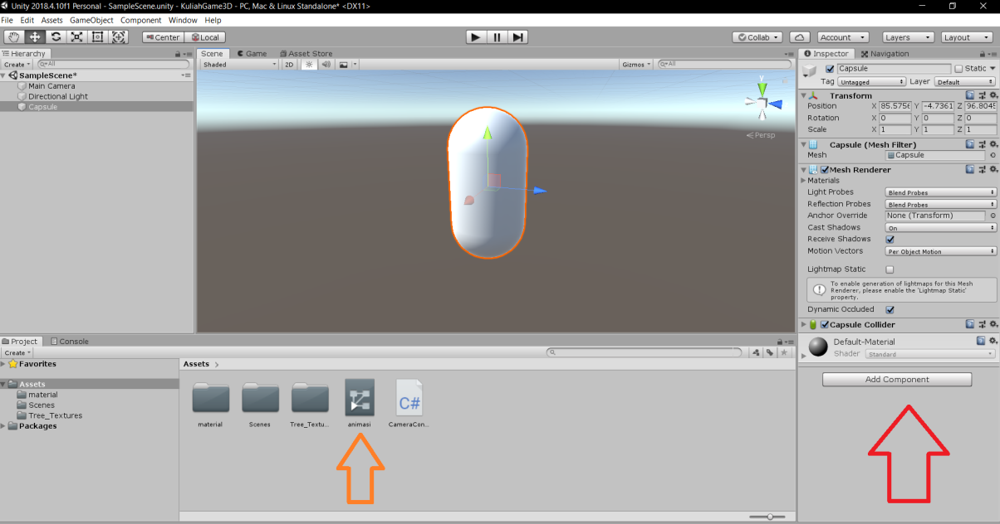 Unity 2018.4.10f1 Personal - SampleScene.unity - KuliahGame3D - PC, Mac & Linux Standalone* <DX11>
File Edit Assets GameObject Component Window Help
Center Local Collab Account Layers Layout
Hierarchy
Create All
SampleScene*
Main Camera
Directional Light
Capsule
Scene Game Asset Store
Shaded 2D Gizmos All
y
Persp
Inspector Navigation
Capsule Static
Tag Untagged Layer Default
Transform
Position X 85.575 Y -4.7361 Z 96.8045
Rotation X 0 Y 0 Z 0
Scale X 1 Y 1 Z 1
Capsule (Mesh Filter)
Mesh Capsule
Mesh Renderer
Materials
Light Probes Blend Probes
Reflection Probes Blend Probes
Anchor Override None (Transform)
Cast Shadows On
Receive Shadows
Motion Vectors Per Object Motion
Lightmap Static
To enable generation of lightmaps for this Mesh
Renderer, please enable the 'Lightmap Static'
property.
Dynamic Occluded
Capsule Collider
Default-Material
Shader Standard
Add Component
Project Console
Create
Favorites
Assets
material
Scenes
Tree_Textures
Packages
Assets
C#
material Scenes Tree_Textu... animasi CameraCon...